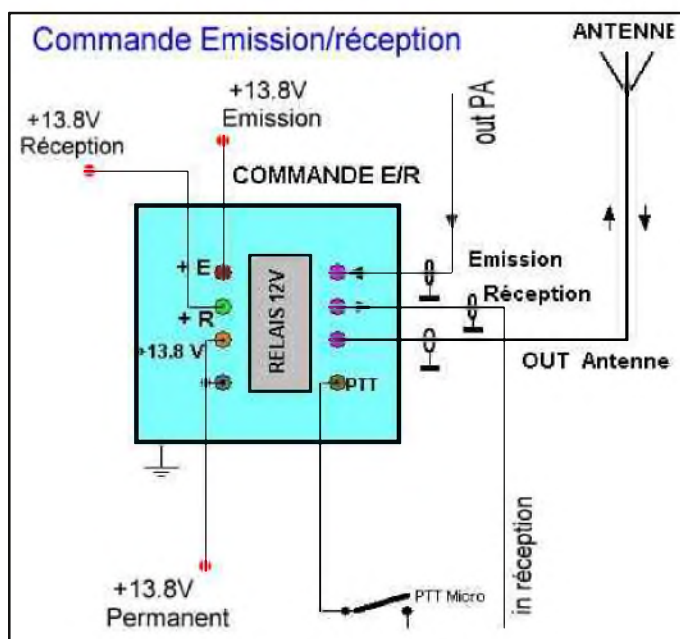 Commande Emission/réception
ANTENNE
+13.8V
Emission
+13.8V
Réception
out PA
COMMANDE E/R
+ E
Emission
RELAIS 12V
+ R
Réception
+13.8 V
OUT Antenne
PTT
in réception
+13.8V
Permanent
PTT Micro